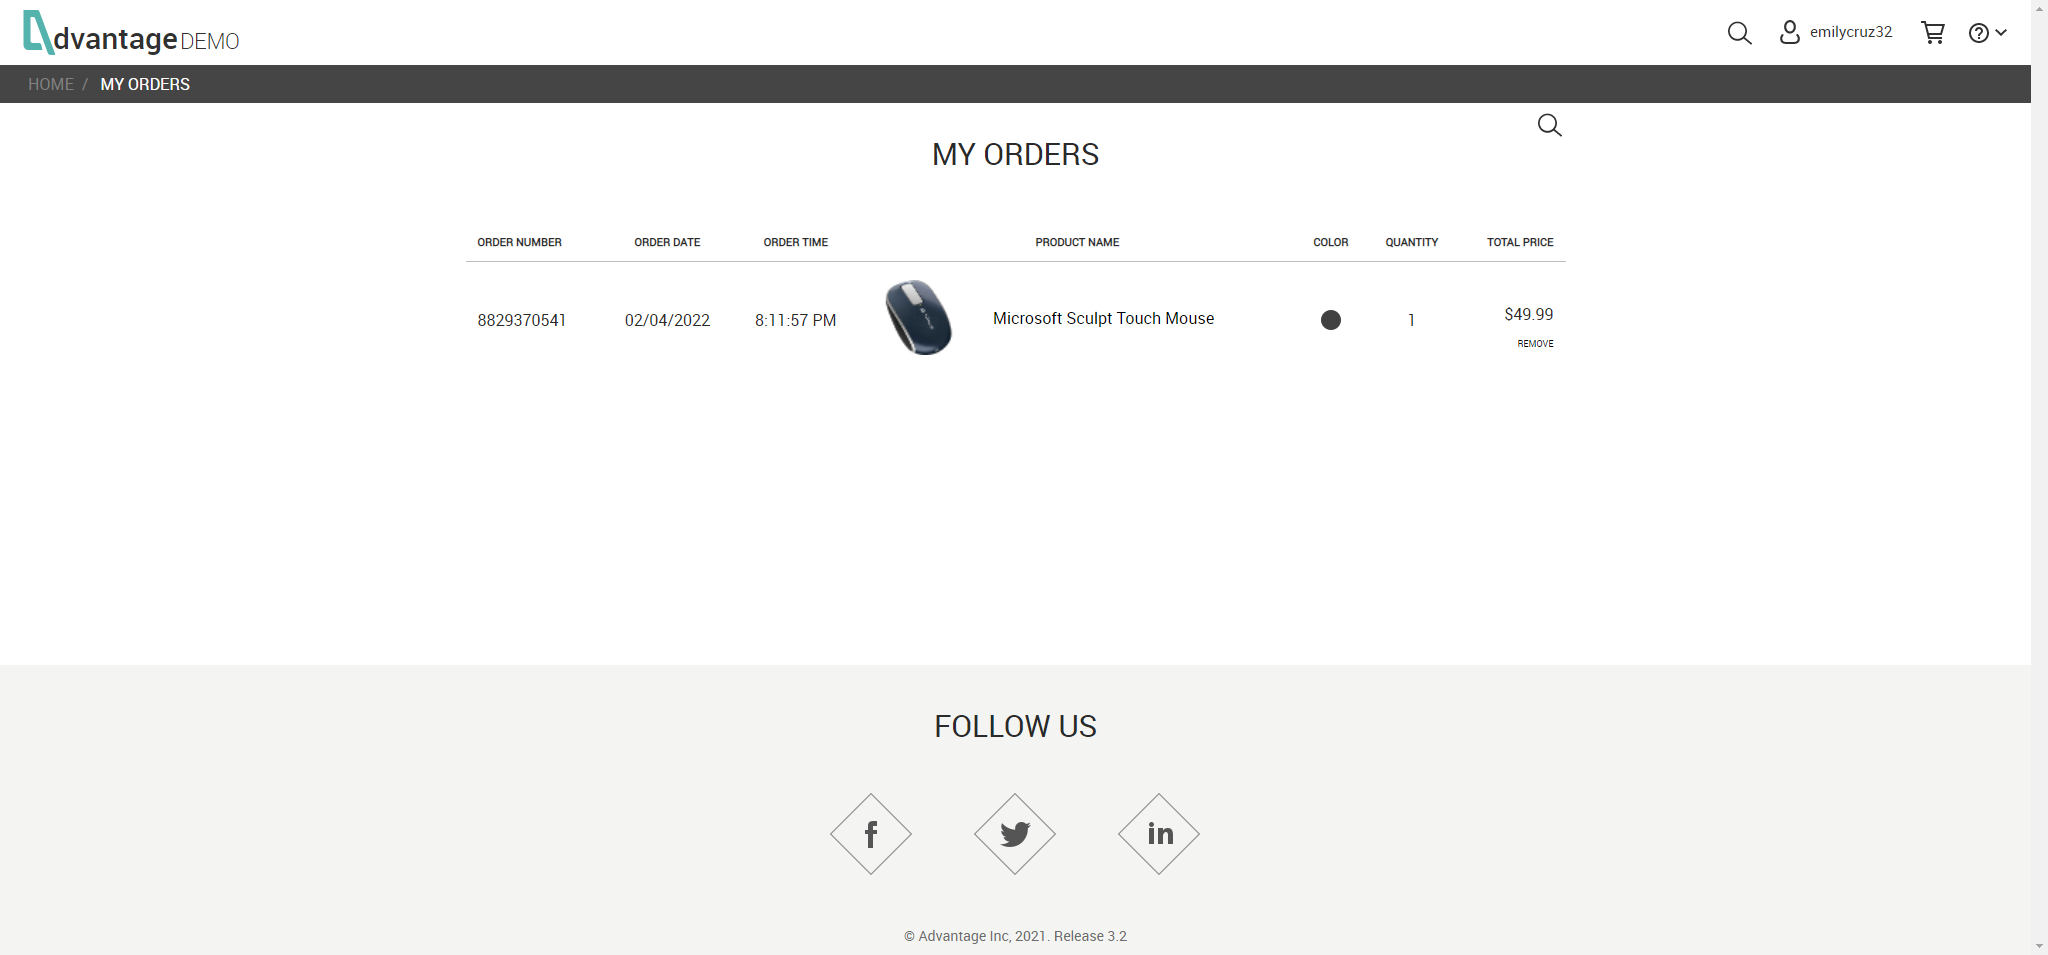 dvantage DEMO
emilycruz32
HOME / MY ORDERS
MY ORDERS
ORDER NUMBER ORDER DATE ORDER TIME PRODUCT NAME COLOR QUANTITY TOTAL PRICE
8829370541 02/04/2022 8:11:57 PM Microsoft Sculpt Touch Mouse 1 $49.99
REMOVE
FOLLOW US
f in
© Advantage Inc, 2021. Release 3.2